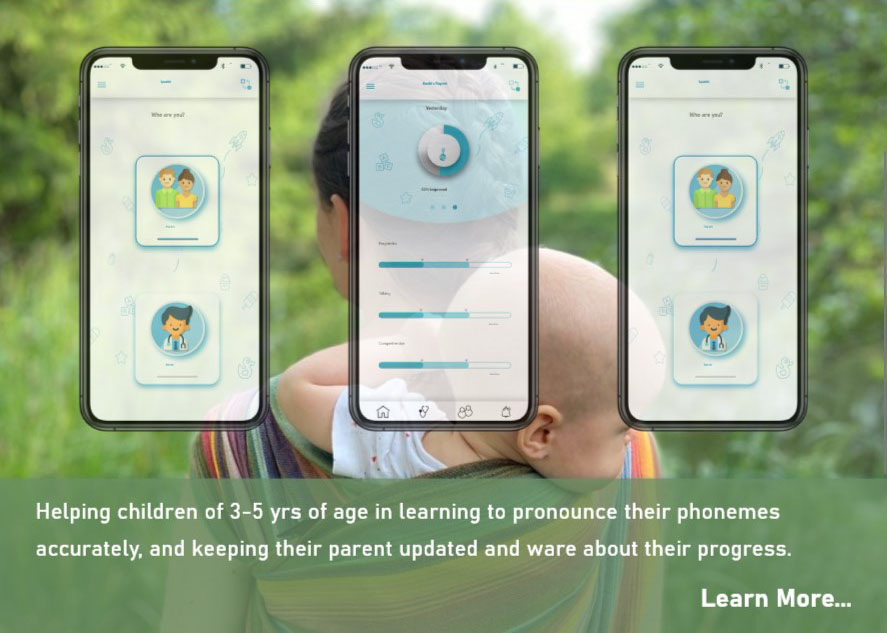 Who are you?
Yesterday
Who are you?
Helping children of 3-5 yrs of age in learning to pronounce their phonemes
accurately, and keeping their parent updated and ware about their progress.
Learn More...